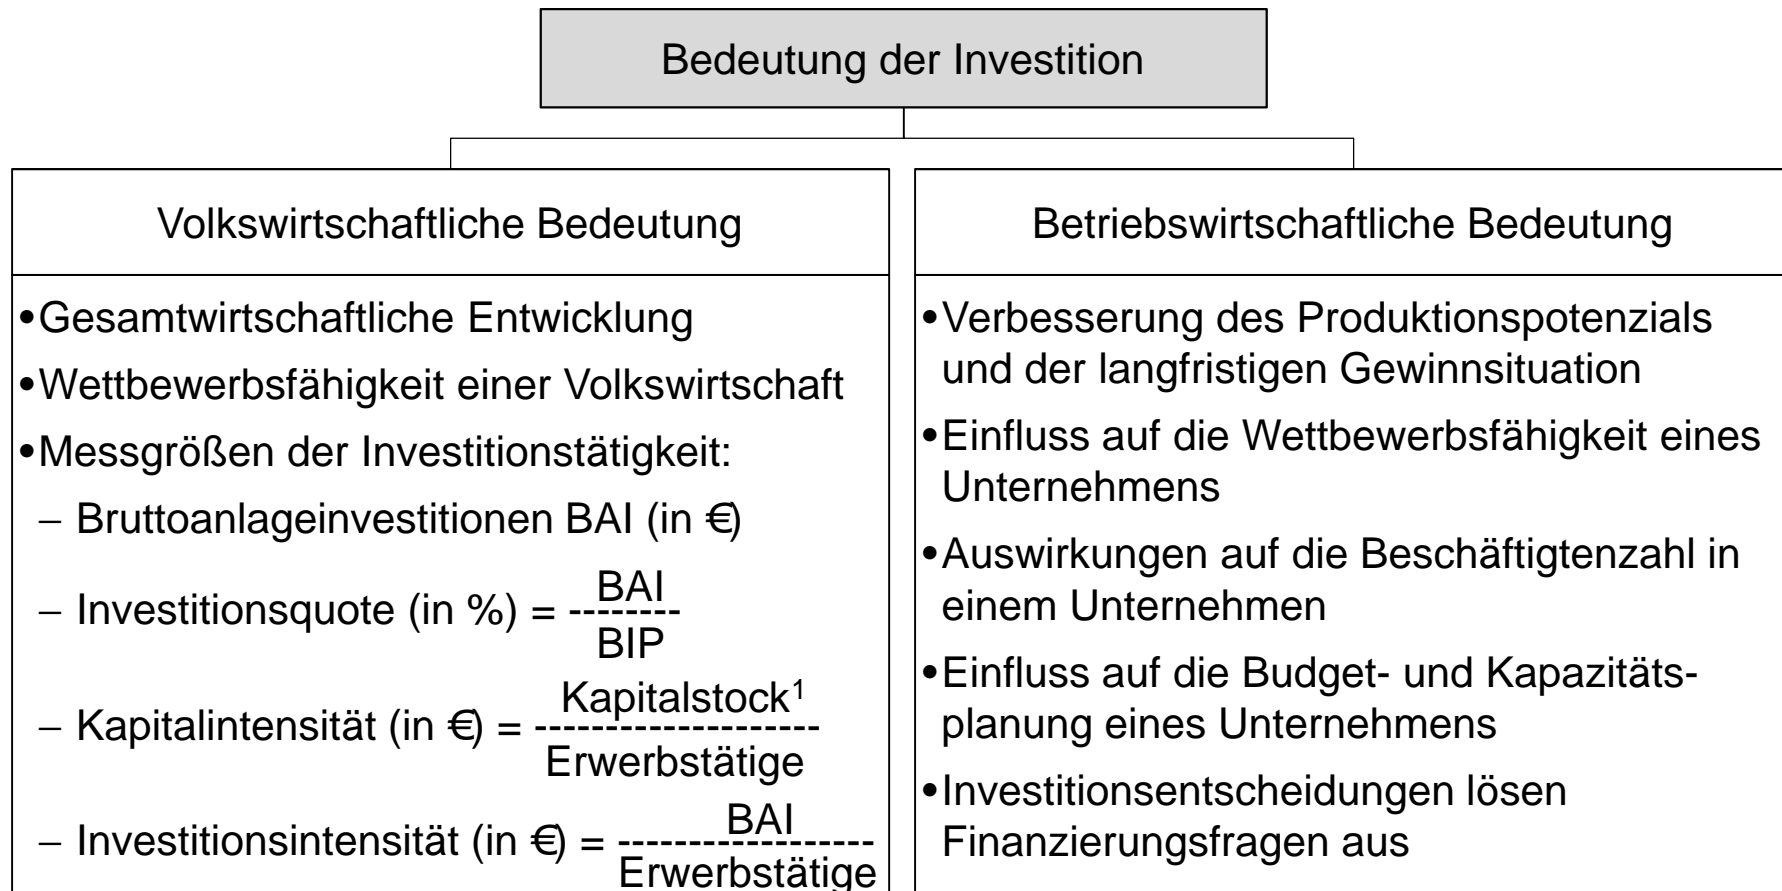 Bedeutung der Investition
Volkswirtschaftliche Bedeutung
•Gesamtwirtschaftliche Entwicklung
•Wettbewerbsfähigkeit einer Volkswirtschaft
•Messgrößen der Investitionstätigkeit:
– Bruttoanlageinvestitionen BAI (in €)
BAI
– Investitionsquote (in %) = --------
BIP
Kapitalstock¹
– Kapitalintensität (in €) = --------------------
Erwerbstätige
BAI
– Investitionsintensität (in €) = ------------------
Erwerbstätige
Betriebswirtschaftliche Bedeutung
•Verbesserung des Produktionspotenzials
und der langfristigen Gewinnsituation
•Einfluss auf die Wettbewerbsfähigkeit eines
Unternehmens
•Auswirkungen auf die Beschäftigtenzahl in
einem Unternehmen
•Einfluss auf die Budget- und Kapazitäts-
planung eines Unternehmens
•Investitionsentscheidungen lösen
Finanzierungsfragen aus